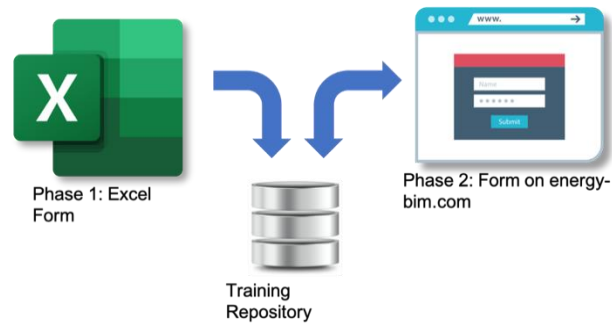 X
www.
Name
Submit
Phase 1: Excel
Form
Phase 2: Form on energy-
bim.com
Training
Repository